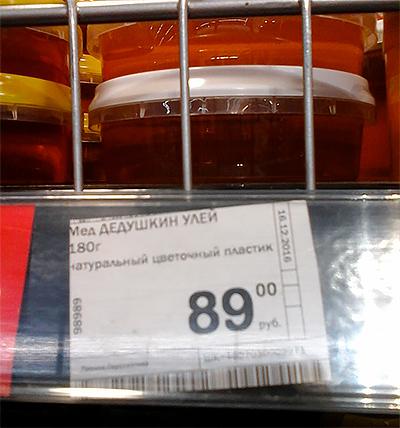 Мед ДЕДУШКИН УЛЕЙ
180г
натуральный цветочный пластик
16.12.2016
89 00
руб.
98989